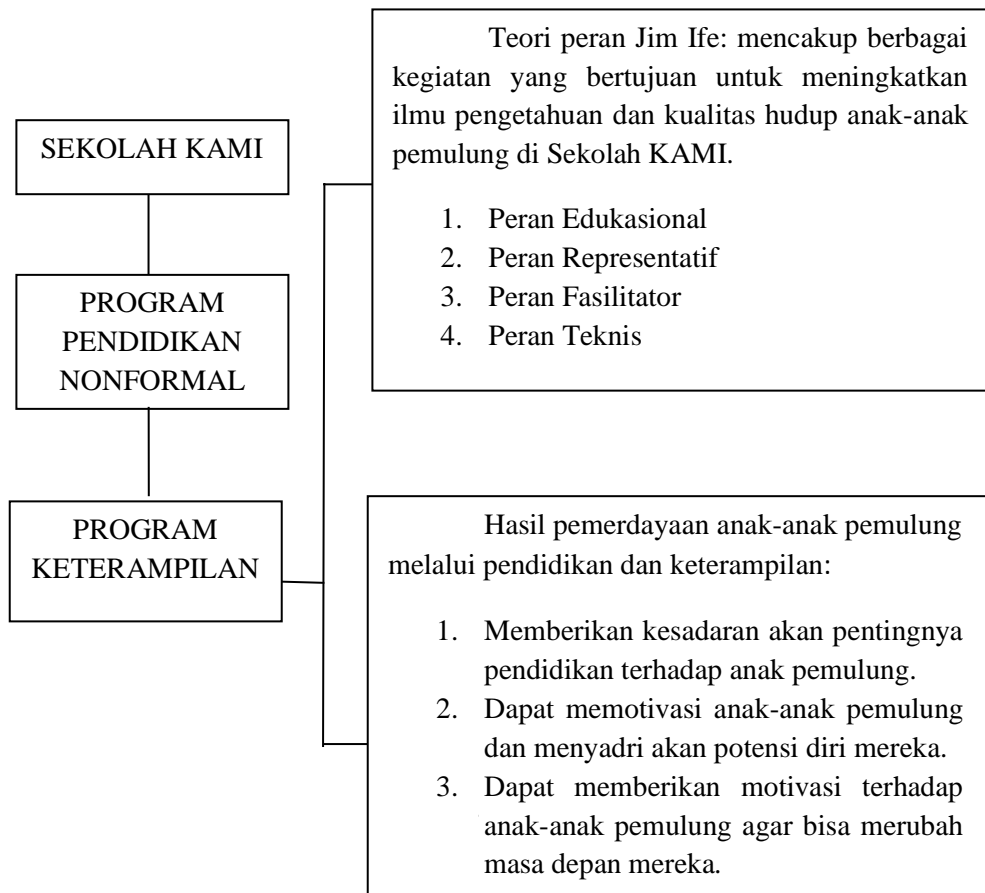 SEKOLAH KAMI
PROGRAM
PENDIDIKAN
NONFORMAL
PROGRAM
KETERAMPILAN
Teori peran Jim Ife: mencakup berbagai
kegiatan yang bertujuan untuk meningkatkan
ilmu pengetahuan dan kualitas hudup anak-anak
pemulung di Sekolah KAMI.
1. Peran Edukasional
2. Peran Representatif
3. Peran Fasilitator
4. Peran Teknis
Hasil pemerdayaan anak-anak pemulung
melalui pendidikan dan keterampilan:
1. Memberikan kesadaran akan pentingnya
pendidikan terhadap anak pemulung.
2. Dapat memotivasi anak-anak pemulung
dan menyadri akan potensi diri mereka.
3. Dapat memberikan motivasi terhadap
anak-anak pemulung agar bisa merubah
masa depan mereka.